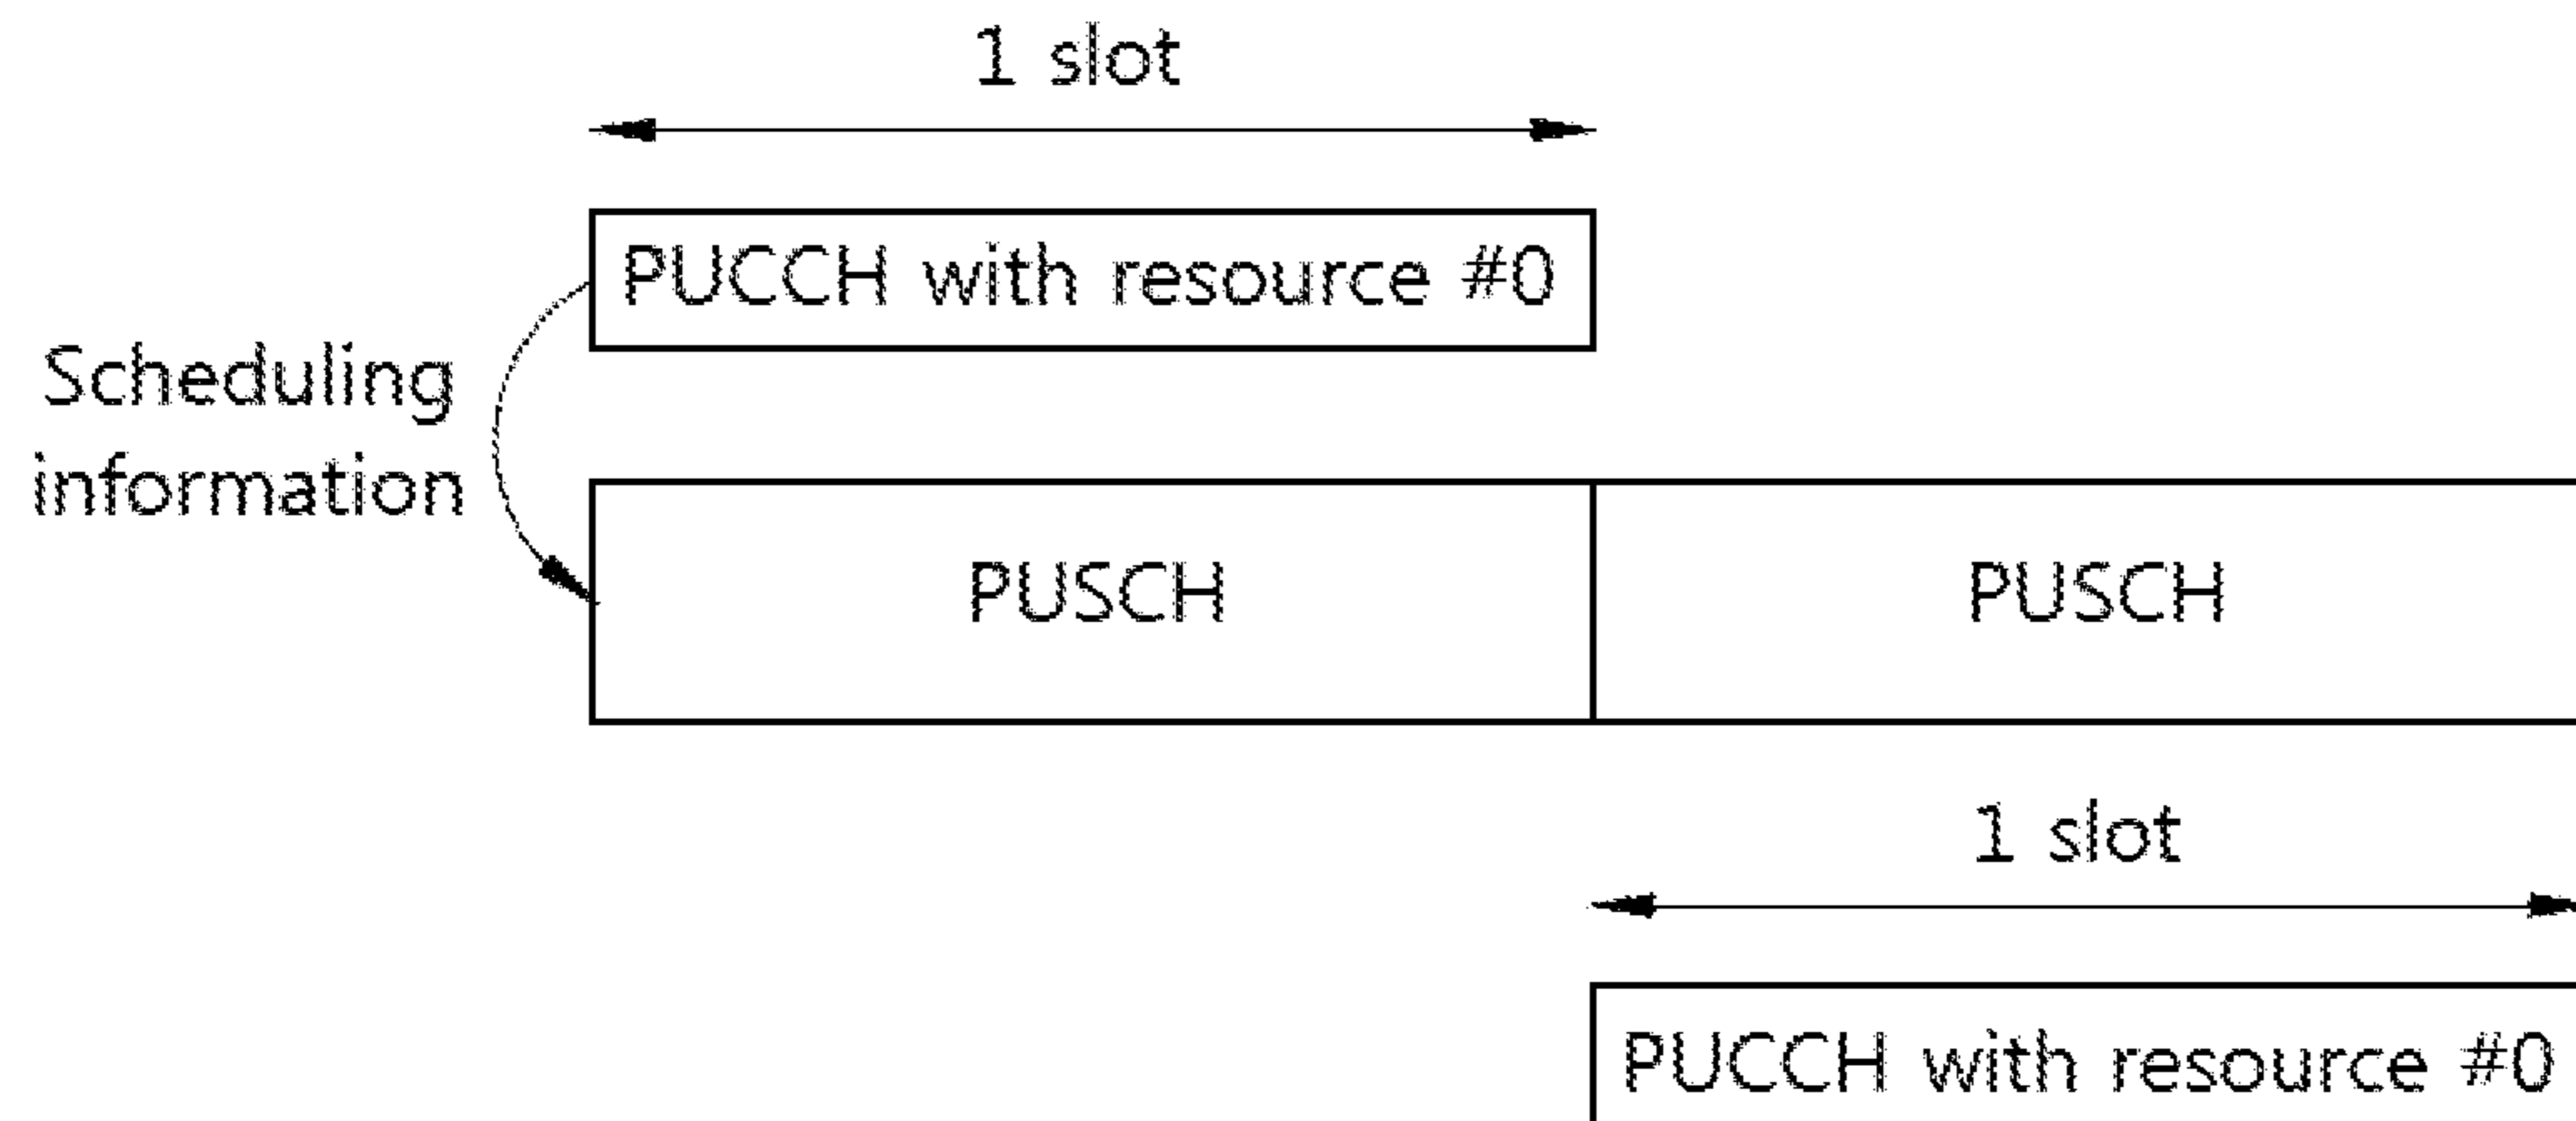 1 slot
PUCCH with resource #0
Scheduling
information
PUSCH
PUSCH
1 slot
PUCCH with resource #0